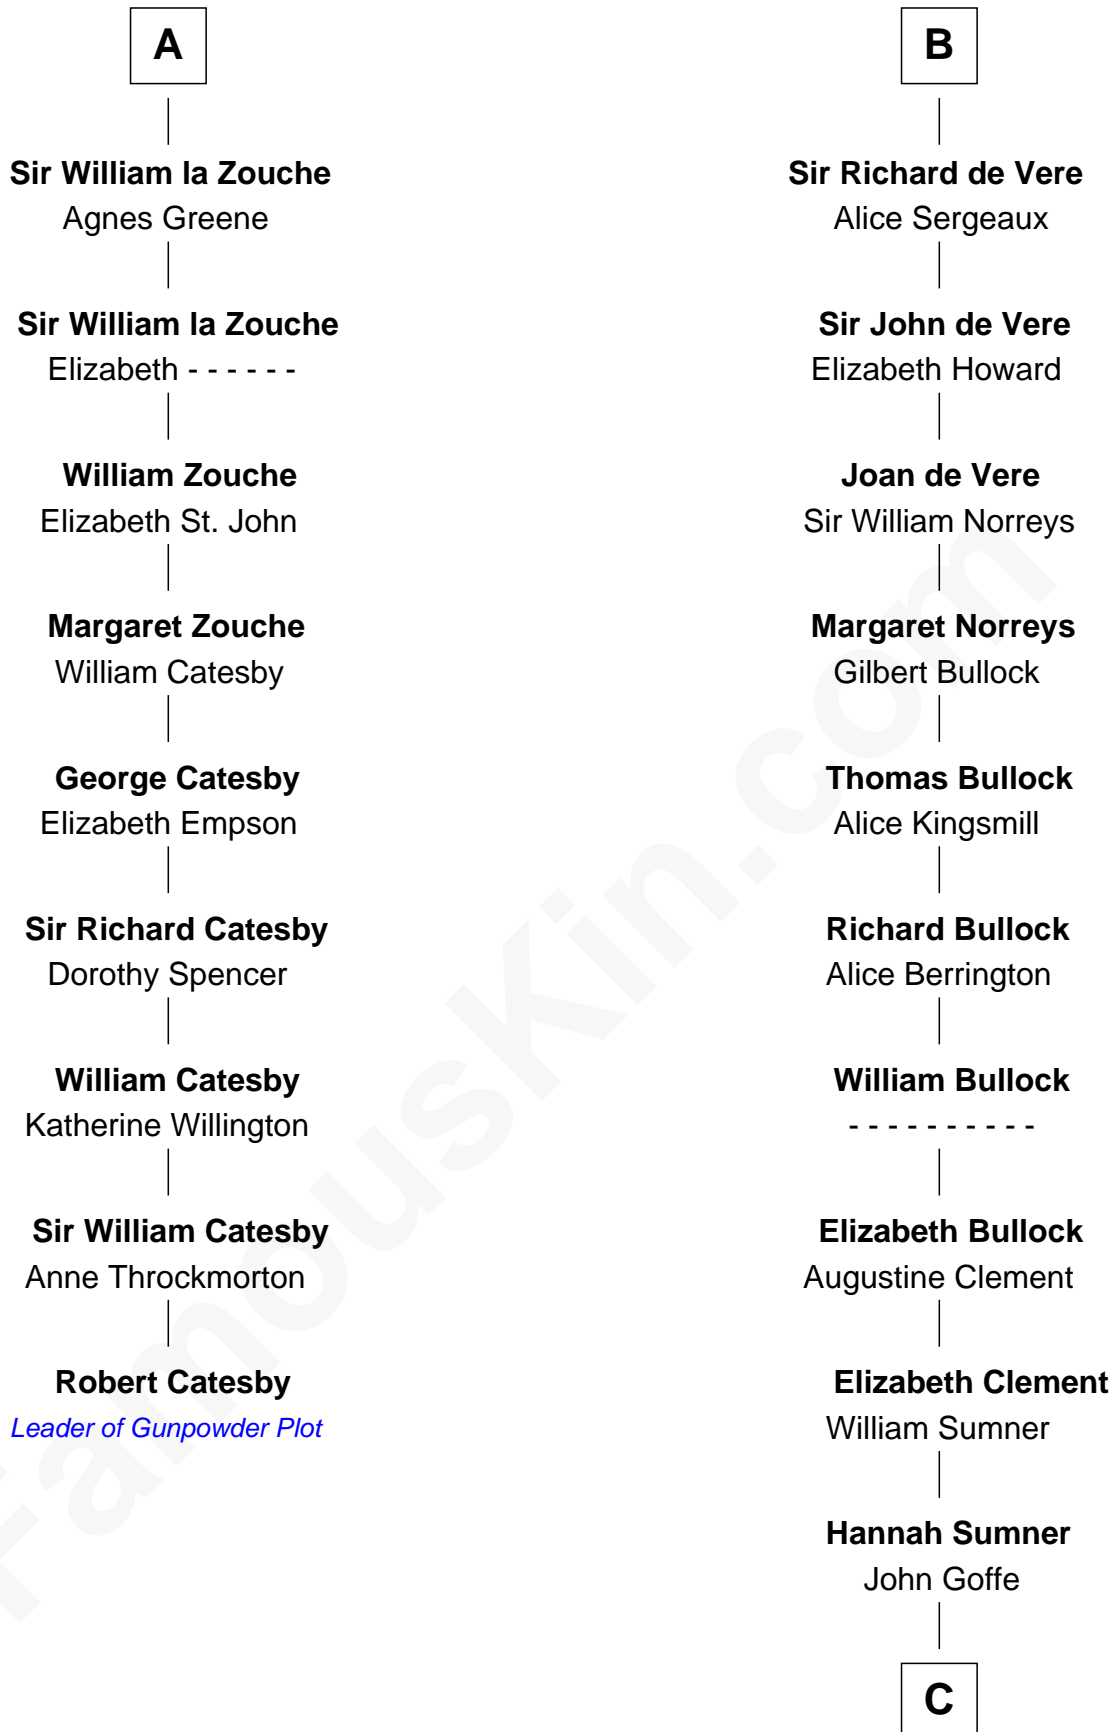 A
Sir William la Zouche
Agnes Greene
Sir William la Zouche
Elizabeth - - - - - -
William Zouche
Elizabeth St. John
Margaret Zouche
William Catesby
George Catesby
Elizabeth Empson
Sir Richard Catesby
Dorothy Spencer
William Catesby
Katherine Willington
Sir William Catesby
Anne Throckmorton
Robert Catesby
Leader of Gunpowder Plot
B
Sir Richard de Vere
Alice Sergeaux
Sir John de Vere
Elizabeth Howard
Joan de Vere
Sir William Norreys
Margaret Norreys
Gilbert Bullock
Thomas Bullock
Alice Kingsmill
Richard Bullock
Alice Berrington
William Bullock
- - - - - - - - - -
Elizabeth Bullock
Augustine Clement
Elizabeth Clement
William Sumner
Hannah Sumner
John Goffe
C
FamousKin.com